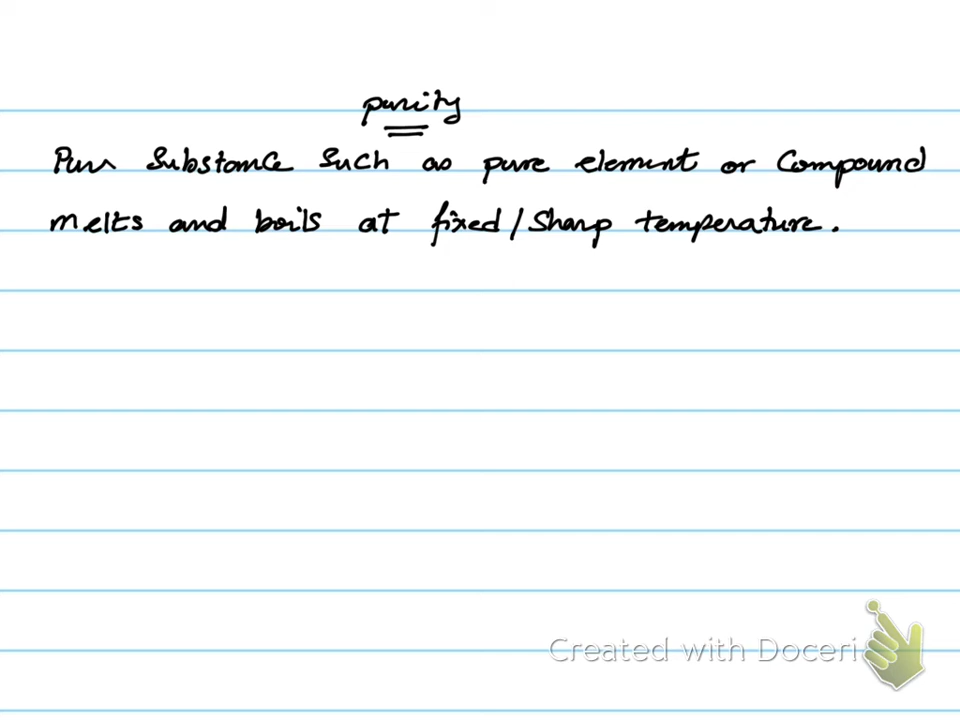 purity
Pure Substance Such as pure element or Compound
melts and boils at fixed/Sharp temperature.
Created with Doceri